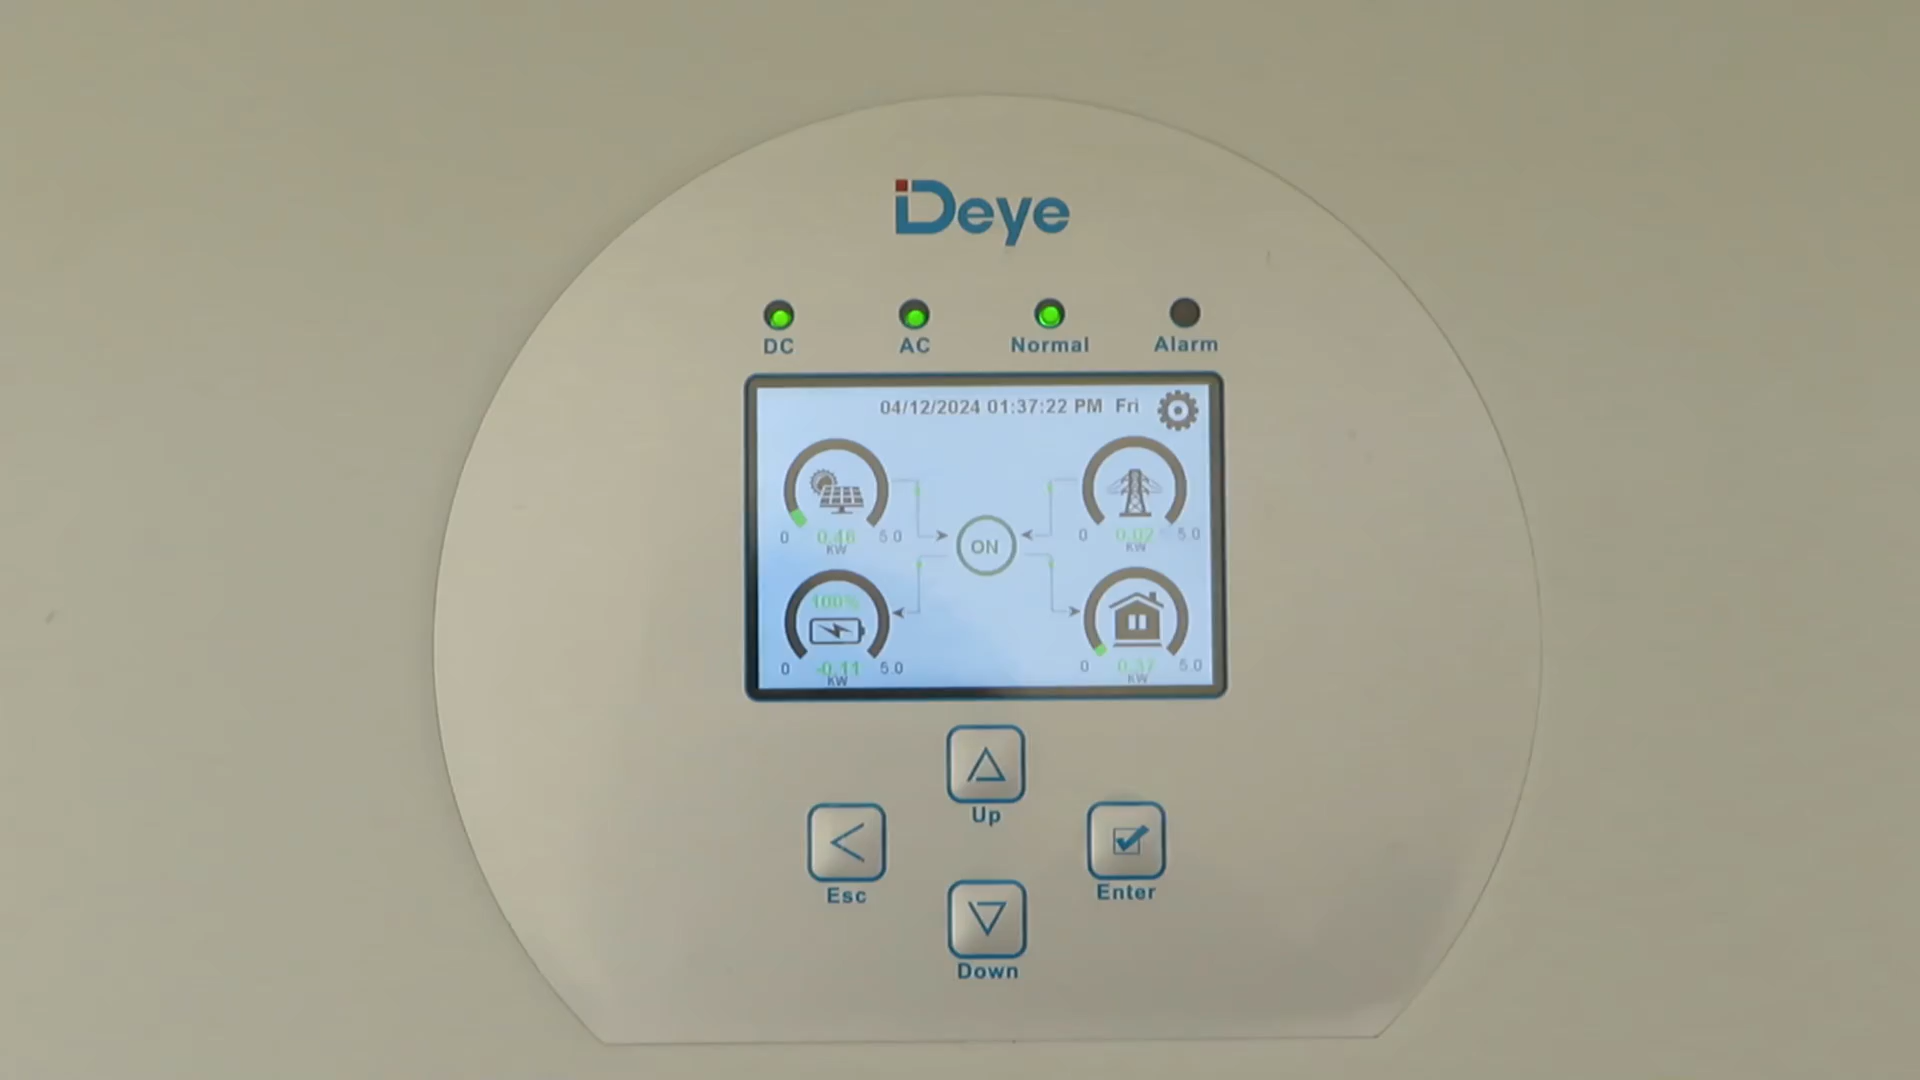 Deye
DC AC Normal Alarm
04/12/2024 01:37:22 PM Fri
0 0.46 5.0
KW
0 0.02 5.0
KW
ON
100%
0 -0.11 5.0
KW
0 0.37 5.0
KW
Up
Esc
Enter
Down